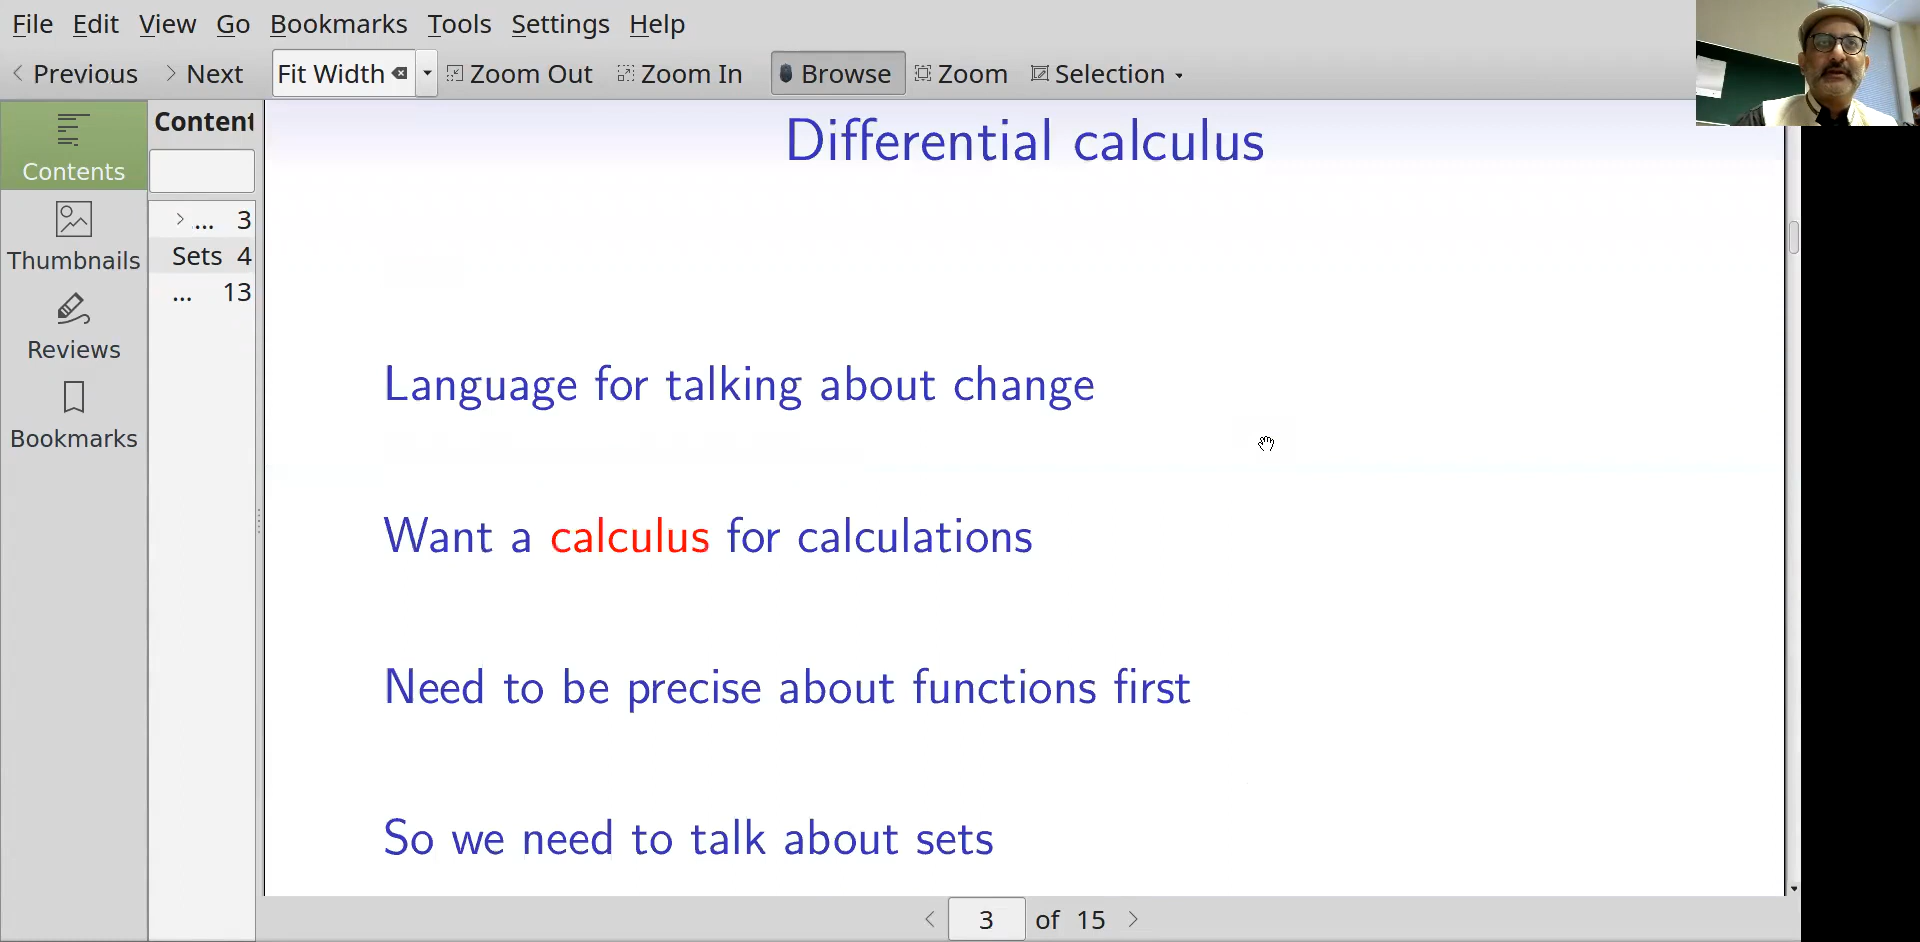 File Edit View Go Bookmarks Tools Settings Help
Previous Next Fit Width Zoom Out Zoom In Browse Zoom Selection
Contents
Thumbnails
Reviews
Bookmarks
Content
... 3
Sets 4
... 13
Differential calculus
Language for talking about change
Want a calculus for calculations
Need to be precise about functions first
So we need to talk about sets
3 of 15